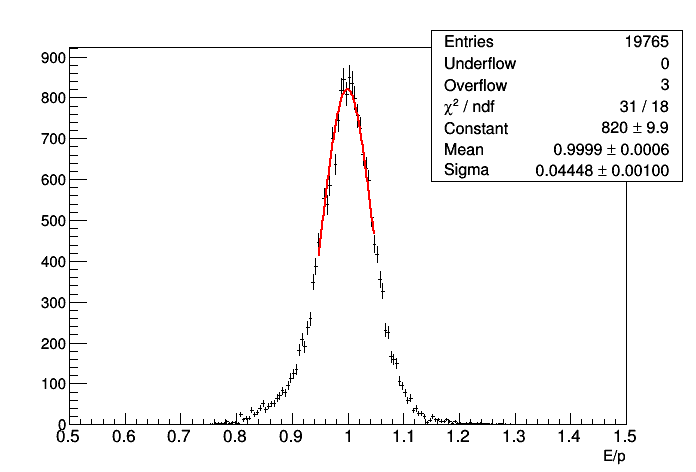 Entries 19765
Underflow 0
Overflow 3
χ² / ndf 31 / 18
Constant 820 ± 9.9
Mean 0.9999 ± 0.0006
Sigma 0.04448 ± 0.00100
900
800
700
600
500
400
300
200
100
0
0.5 0.6 0.7 0.8 0.9 1 1.1 1.2 1.3 1.4 1.5
E/p